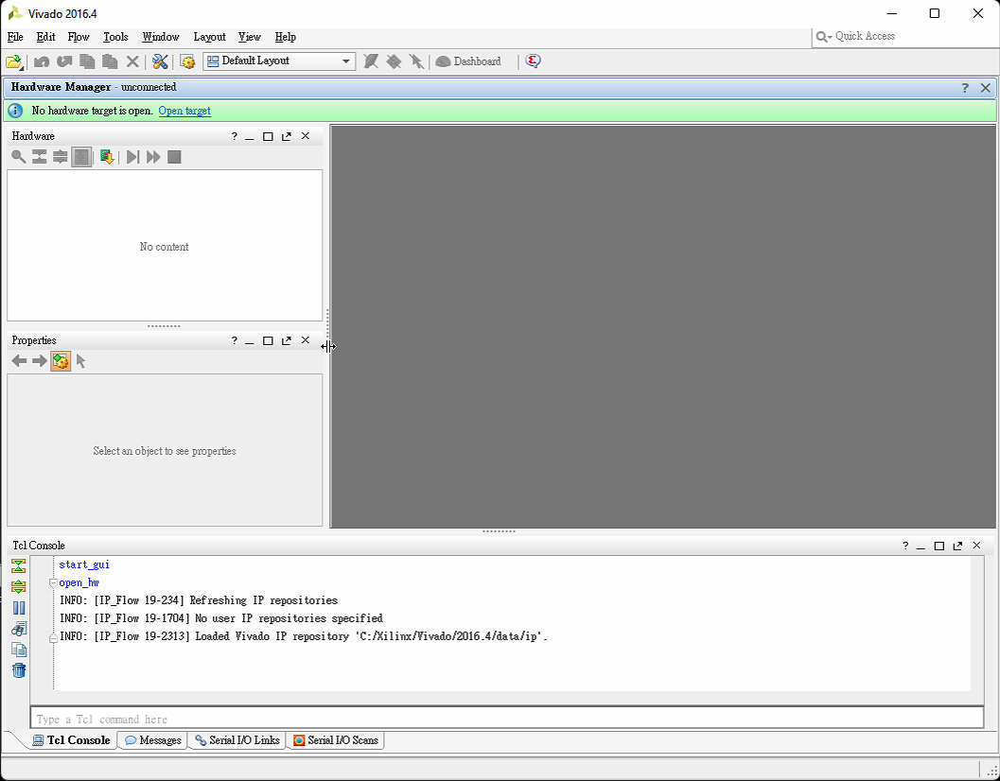 Vivado 2016.4
File Edit Flow Tools Window Layout View Help
Quick Access
Default Layout
Dashboard
Hardware Manager - unconnected
No hardware target is open. Open target
Hardware
No content
Properties
Select an object to see properties
Tcl Console
start_gui
open_hw
INFO: [IP_Flow 19-234] Refreshing IP repositories
INFO: [IP_Flow 19-1704] No user IP repositories specified
INFO: [IP_Flow 19-2313] Loaded Vivado IP repository 'C:/Xilinx/Vivado/2016.4/data/ip'.
Type a Tcl command here
Tcl Console Messages Serial I/O Links Serial I/O Scans